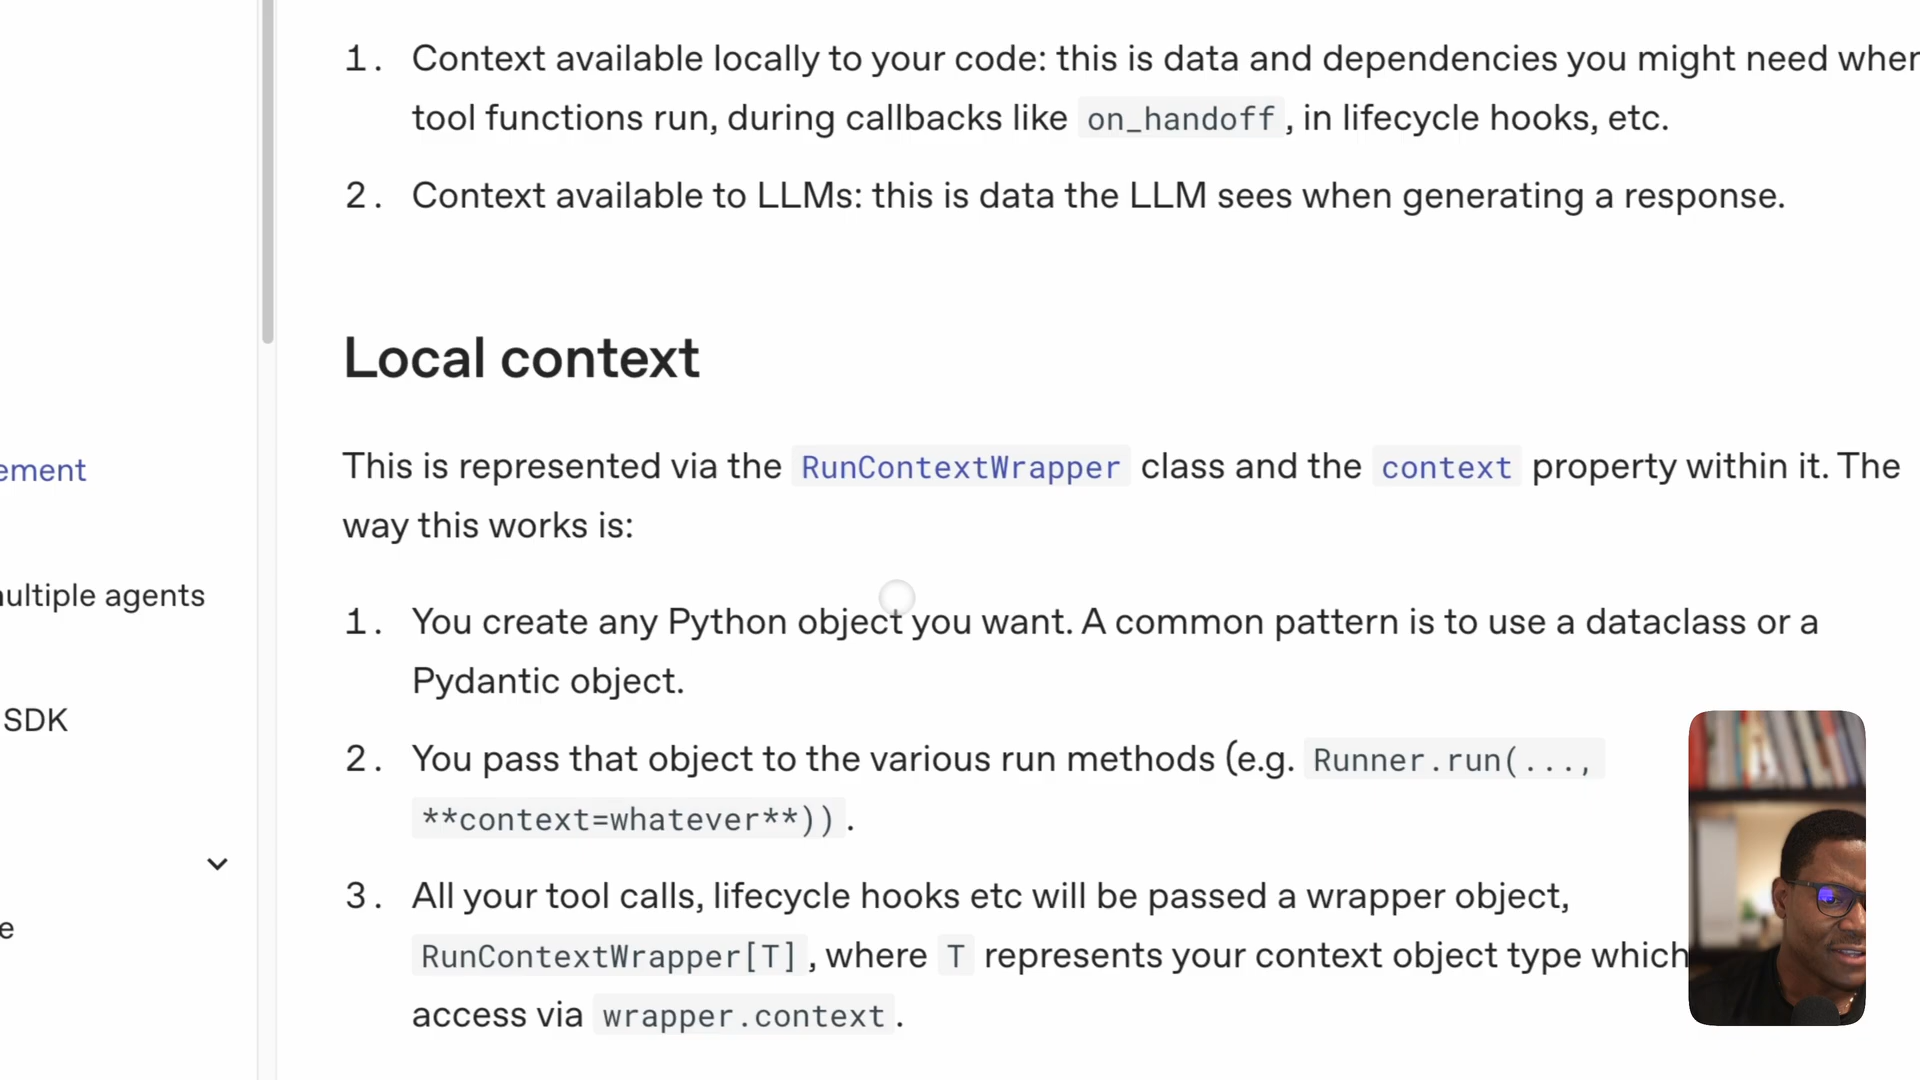 1. Context available locally to your code: this is data and dependencies you might need when
tool functions run, during callbacks like on_handoff, in lifecycle hooks, etc.
2. Context available to LLMs: this is data the LLM sees when generating a response.
Local context
This is represented via the RunContextWrapper class and the context property within it. The
way this works is:
1. You create any Python object you want. A common pattern is to use a dataclass or a
Pydantic object.
2. You pass that object to the various run methods (e.g. Runner.run(...,
**context=whatever**)).
3. All your tool calls, lifecycle hooks etc will be passed a wrapper object,
RunContextWrapper[T], where T represents your context object type which
access via wrapper.context.
ement
ultiple agents
SDK
e